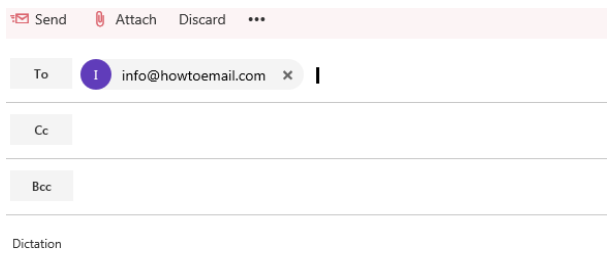 Send Attach Discard •••
To I info@howtoemail.com ×
Cc
Bcc
Dictation